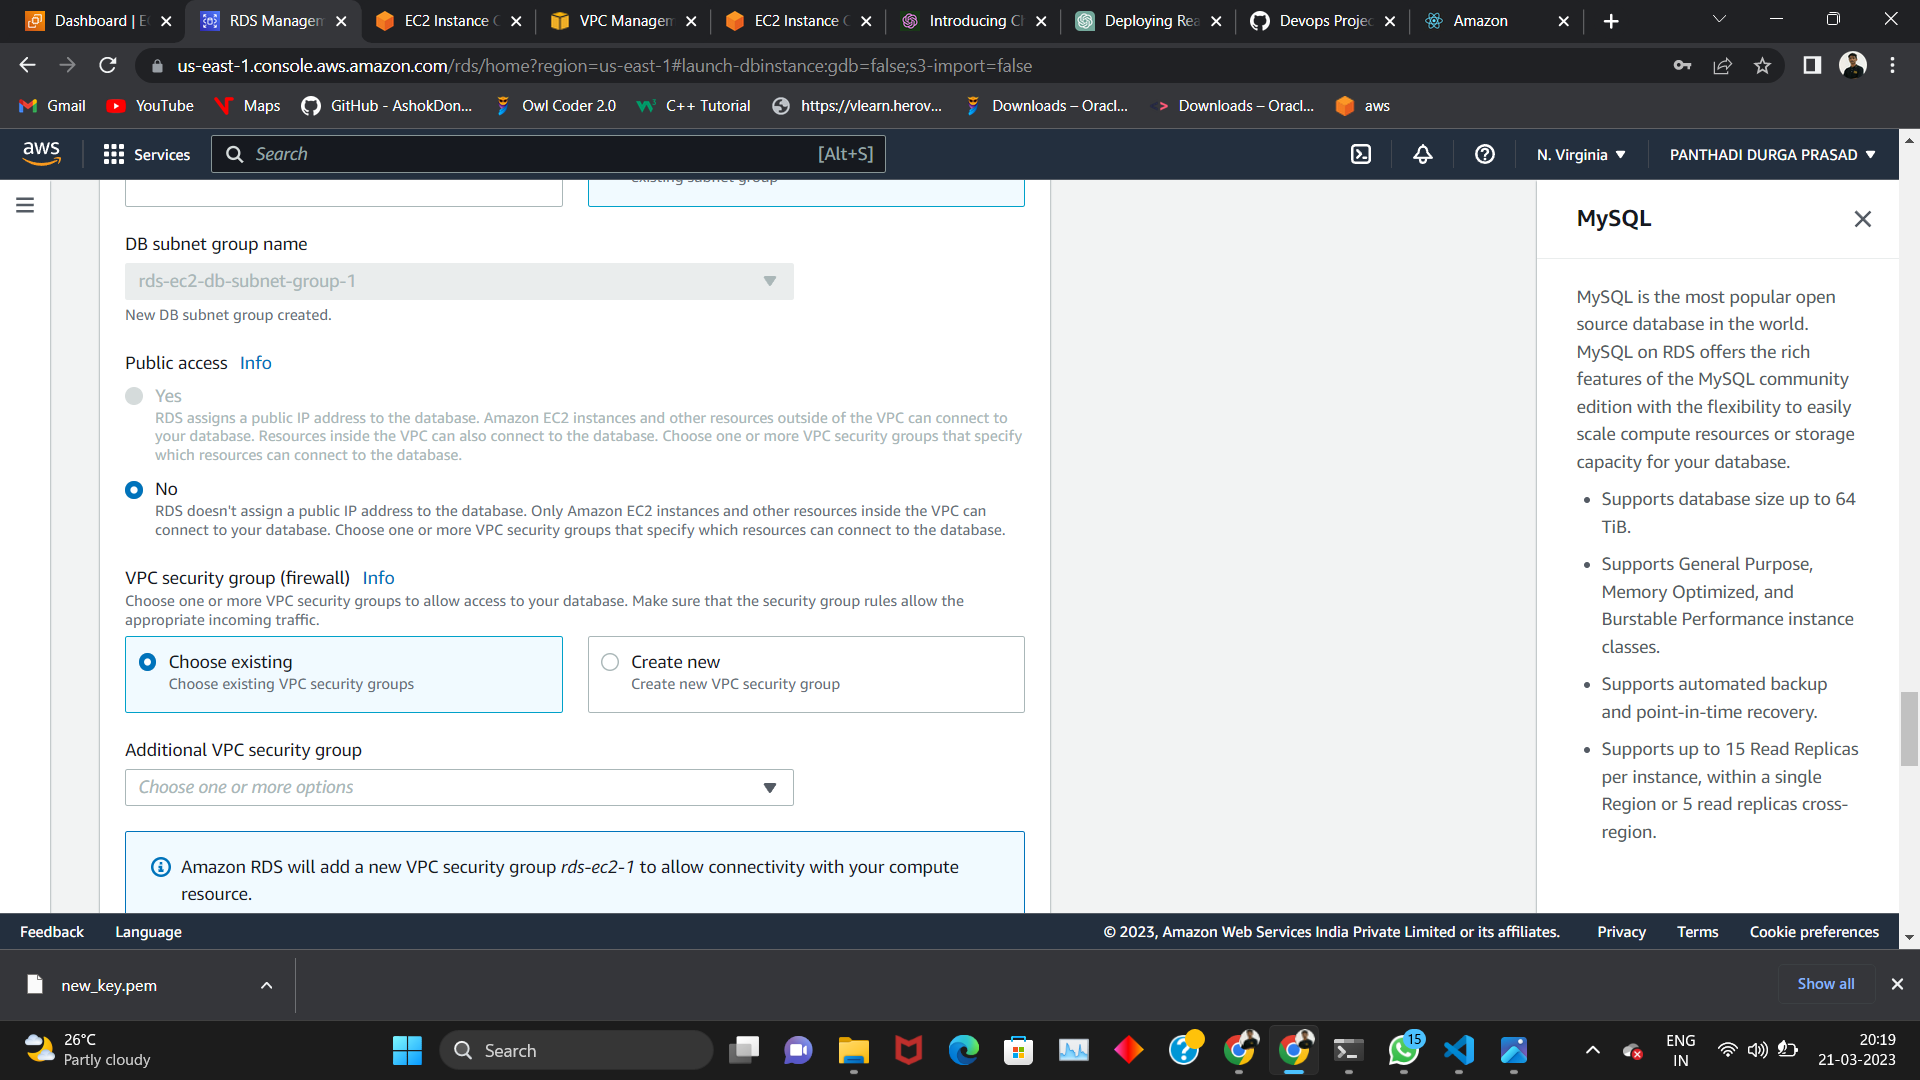 Dashboard | E
RDS Managem
EC2 Instance C
VPC Managem
EC2 Instance C
Introducing Ch
Deploying Rea
Devops Projec
Amazon
us-east-1.console.aws.amazon.com/rds/home?region=us-east-1#launch-dbinstance:gdb=false;s3-import=false
Gmail
YouTube
Maps
GitHub - AshokDon...
Owl Coder 2.0
C++ Tutorial
https://vlearn.herov...
Downloads – Oracl...
Downloads – Oracl...
aws
aws
Services
Search
[Alt+S]
N. Virginia
PANTHADI DURGA PRASAD
existing subnet group
DB subnet group name
rds-ec2-db-subnet-group-1
New DB subnet group created.
Public access Info
Yes
RDS assigns a public IP address to the database. Amazon EC2 instances and other resources outside of the VPC can connect to
your database. Resources inside the VPC can also connect to the database. Choose one or more VPC security groups that specify
which resources can connect to the database.
No
RDS doesn't assign a public IP address to the database. Only Amazon EC2 instances and other resources inside the VPC can
connect to your database. Choose one or more VPC security groups that specify which resources can connect to the database.
VPC security group (firewall) Info
Choose one or more VPC security groups to allow access to your database. Make sure that the security group rules allow the
appropriate incoming traffic.
Choose existing
Choose existing VPC security groups
Create new
Create new VPC security group
Additional VPC security group
Choose one or more options
Amazon RDS will add a new VPC security group rds-ec2-1 to allow connectivity with your compute
resource.
MySQL
MySQL is the most popular open
source database in the world.
MySQL on RDS offers the rich
features of the MySQL community
edition with the flexibility to easily
scale compute resources or storage
capacity for your database.
• Supports database size up to 64
TiB.
• Supports General Purpose,
Memory Optimized, and
Burstable Performance instance
classes.
• Supports automated backup
and point-in-time recovery.
• Supports up to 15 Read Replicas
per instance, within a single
Region or 5 read replicas cross-
region.
Feedback
Language
© 2023, Amazon Web Services India Private Limited or its affiliates.
Privacy
Terms
Cookie preferences
new_key.pem
Show all
26°C
Partly cloudy
Search
15
ENG
IN
20:19
21-03-2023